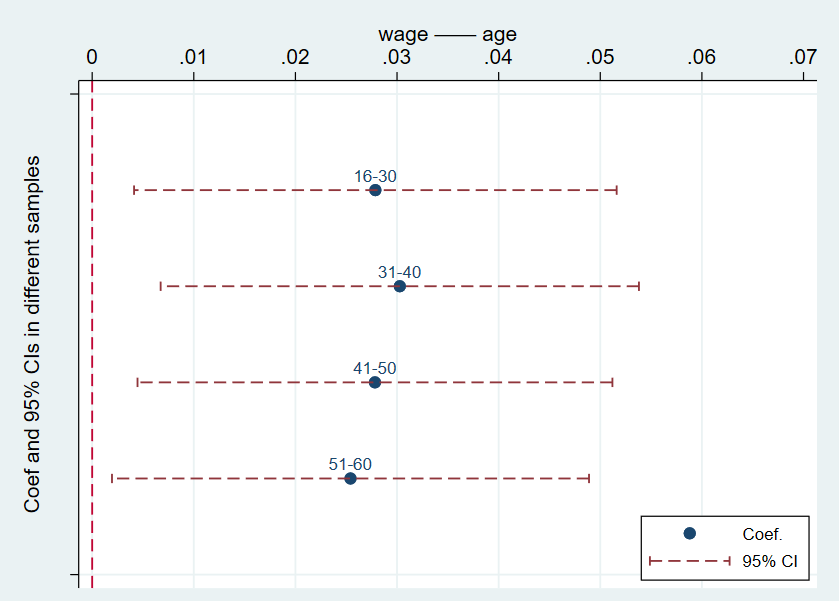 wage —— age
0 .01 .02 .03 .04 .05 .06 .07
Coef and 95% CIs in different samples
16-30
31-40
41-50
51-60
Coef.
95% CI